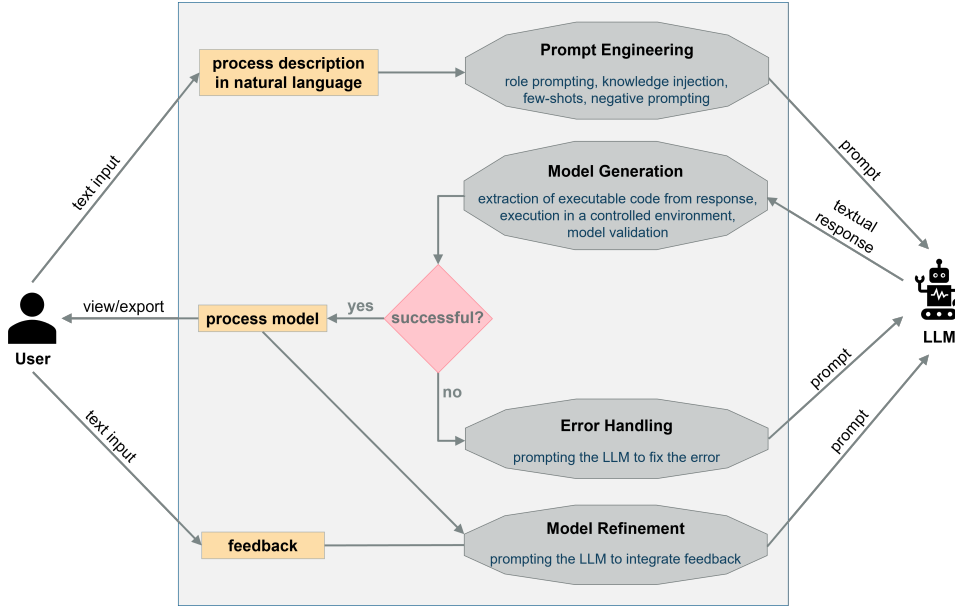 process description
in natural language
Prompt Engineering
role prompting, knowledge injection,
few-shots, negative prompting
text input
prompt
Model Generation
extraction of executable code from response,
execution in a controlled environment,
model validation
textual
response
view/export
process model
yes
successful?
User
LLM
no
prompt
Error Handling
prompting the LLM to fix the error
text input
prompt
feedback
Model Refinement
prompting the LLM to integrate feedback